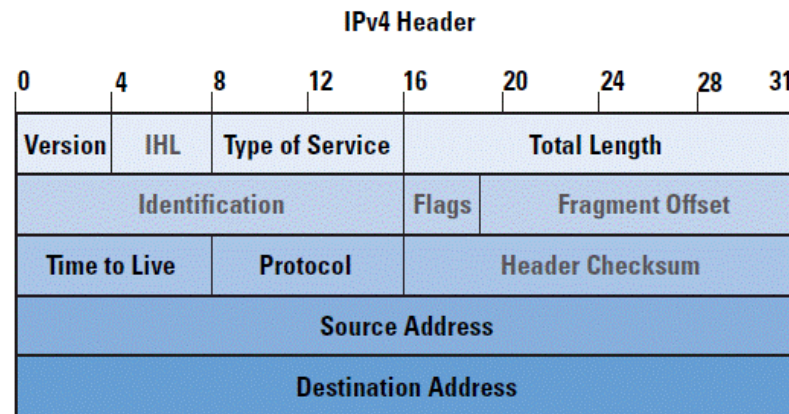 IPv4 Header
0 4 8 12 16 20 24 28 31
Version IHL Type of Service Total Length
Identification Flags Fragment Offset
Time to Live Protocol Header Checksum
Source Address
Destination Address